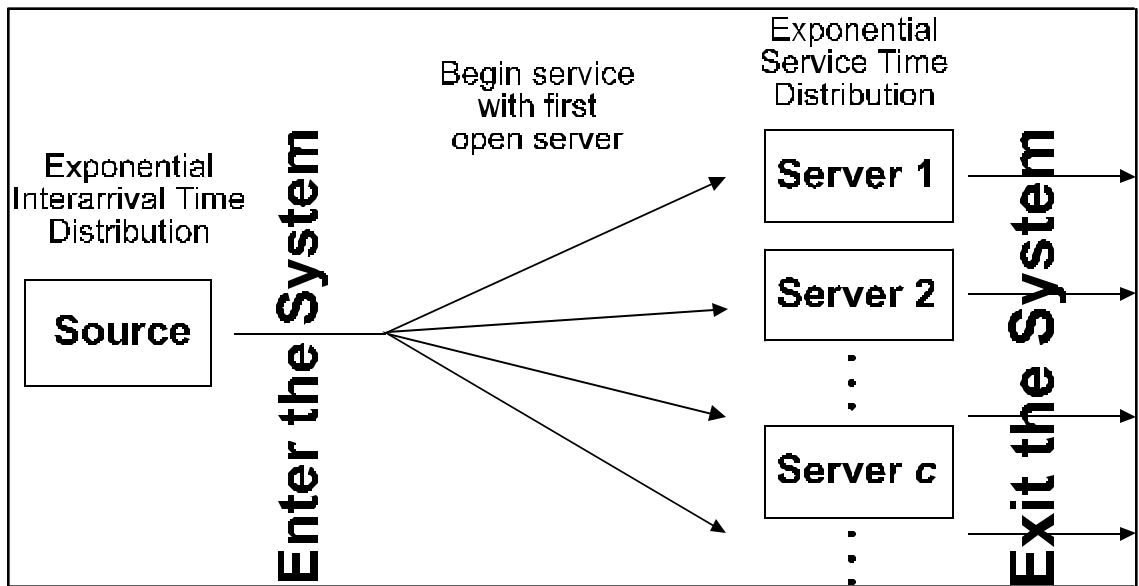 Exponential
Interarrival Time
Distribution
Source
Enter the System
Begin service
with first
open server
Exponential
Service Time
Distribution
Server 1
Server 2
Server c
Exit the System